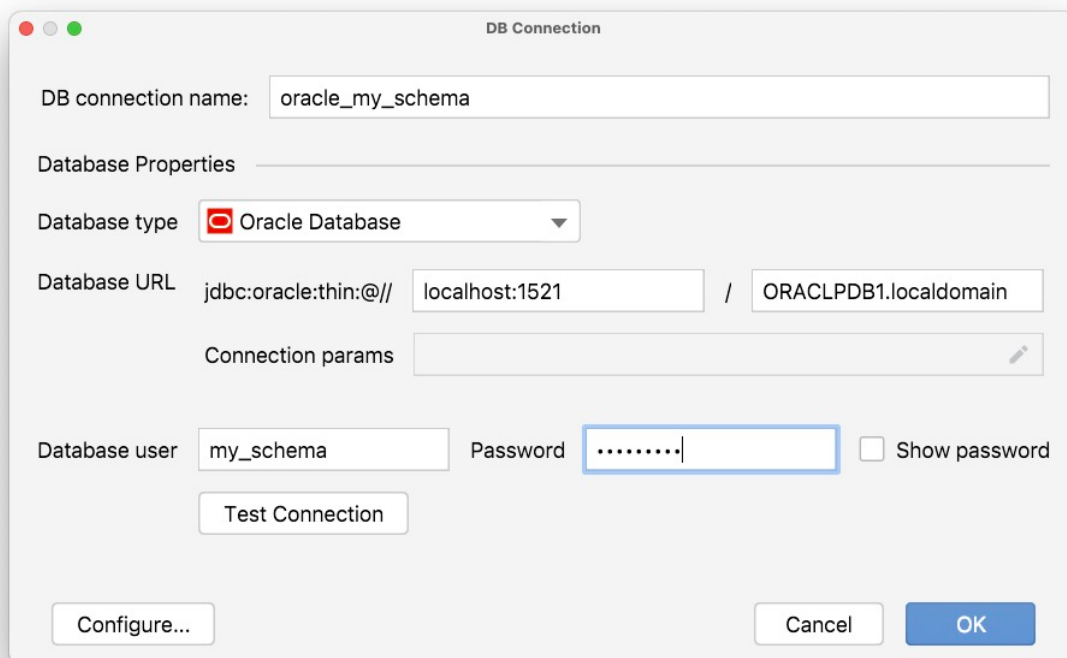 DB Connection
DB connection name: oracle_my_schema
Database Properties
Database type Oracle Database
Database URL jdbc:oracle:thin:@// localhost:1521 / ORACLPDB1.localdomain
Connection params
Database user my_schema Password ••••••••• Show password
Test Connection
Configure... Cancel OK